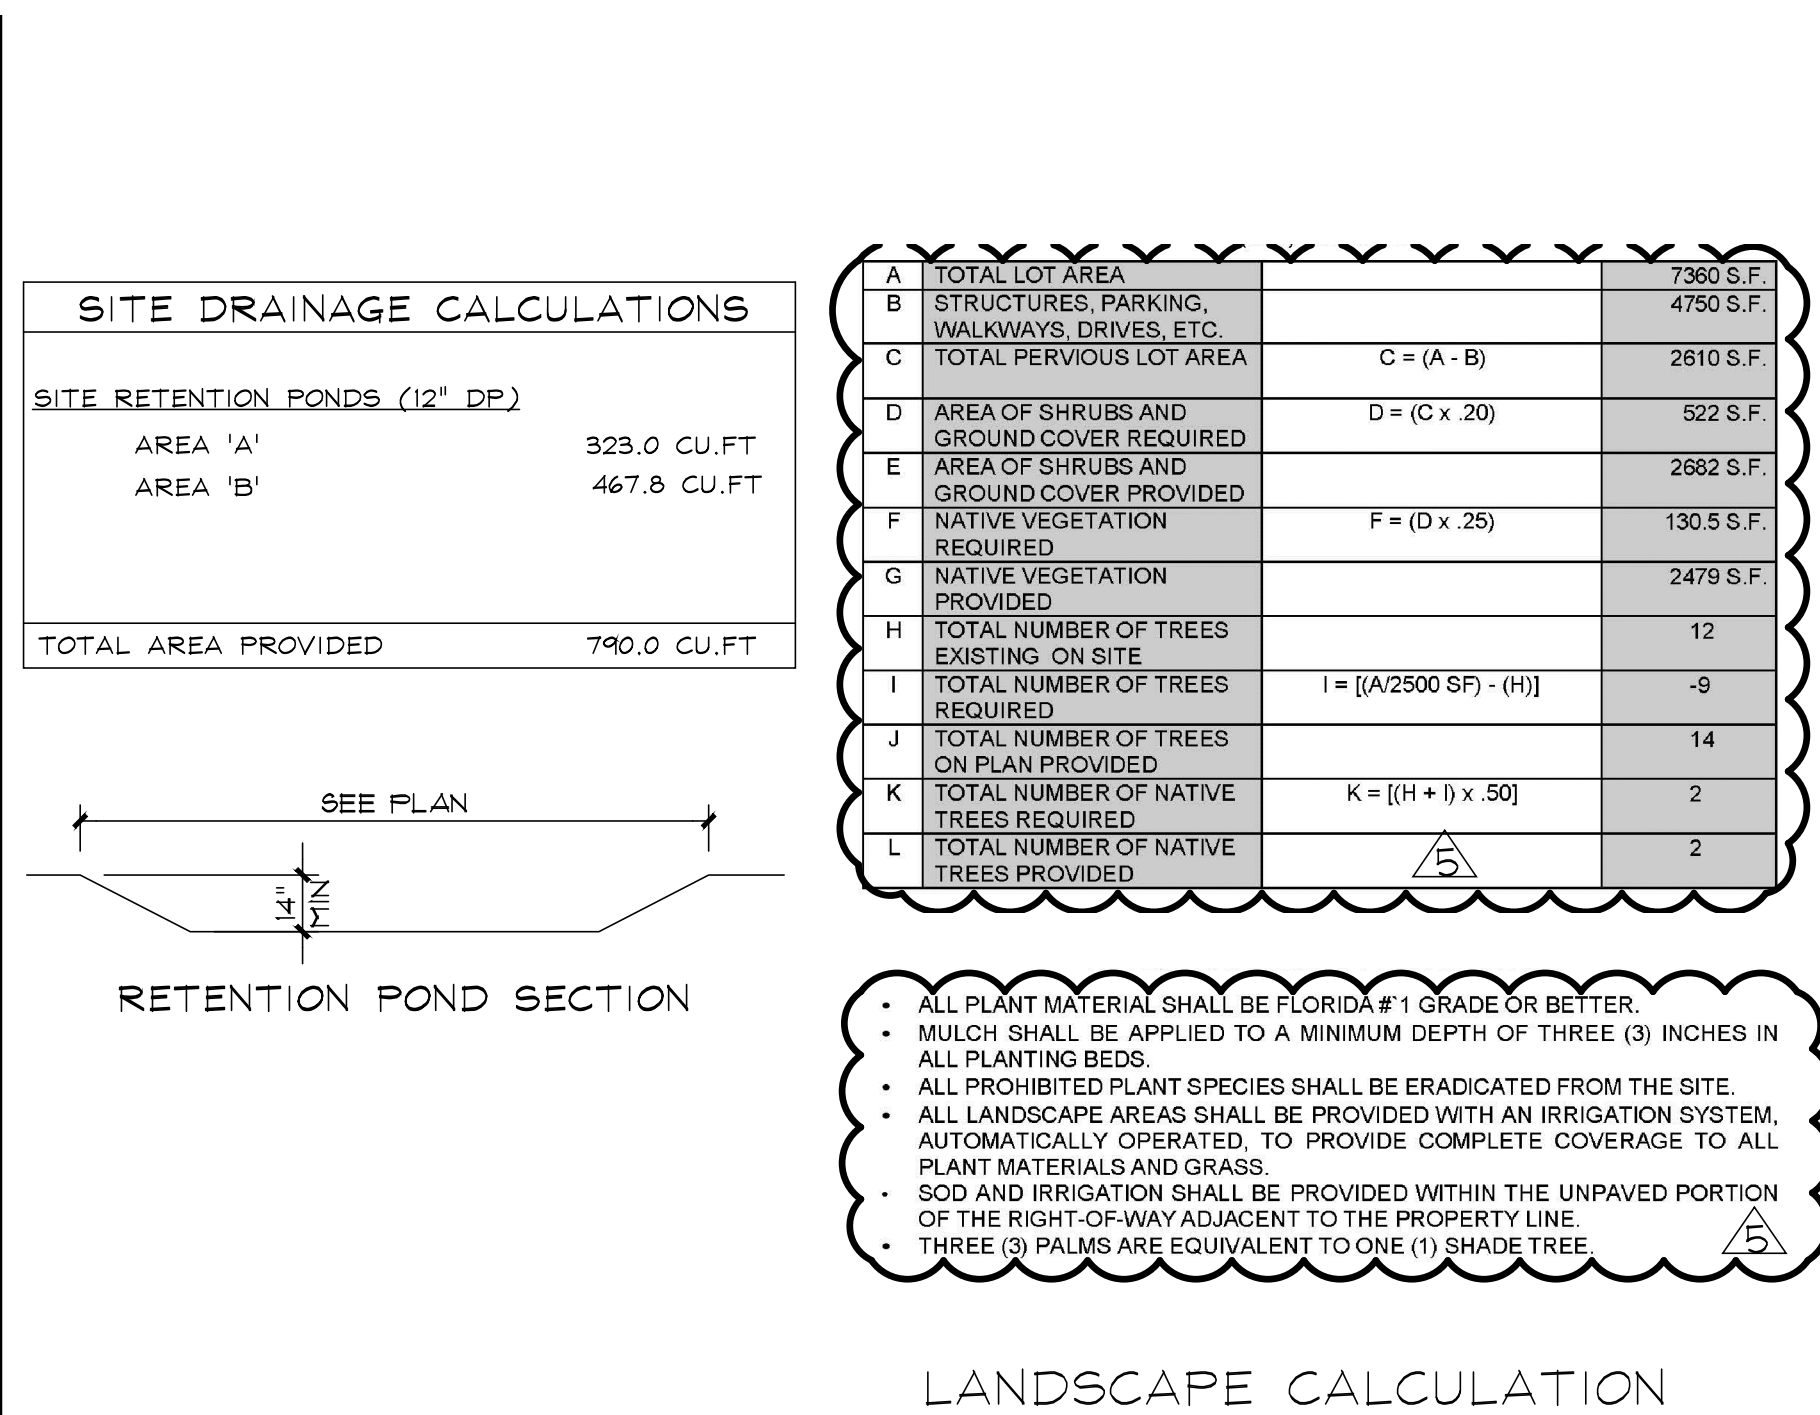 SITE DRAINAGE CALCULATIONS
SITE RETENTION PONDS (12" DP)
AREA 'A' 323.0 CU.FT
AREA 'B' 467.8 CU.FT
TOTAL AREA PROVIDED 790.0 CU.FT
SEE PLAN
14"
MIN
RETENTION POND SECTION
A TOTAL LOT AREA 7360 S.F.
B STRUCTURES, PARKING, 4750 S.F.
WALKWAYS, DRIVES, ETC.
C TOTAL PERVIOUS LOT AREA C = (A - B) 2610 S.F.
D AREA OF SHRUBS AND D = (C x .20) 522 S.F.
GROUND COVER REQUIRED
E AREA OF SHRUBS AND 2682 S.F.
GROUND COVER PROVIDED
F NATIVE VEGETATION F = (D x .25) 130.5 S.F.
REQUIRED
G NATIVE VEGETATION 2479 S.F.
PROVIDED
H TOTAL NUMBER OF TREES 12
EXISTING ON SITE
I TOTAL NUMBER OF TREES I = [(A/2500 SF) - (H)] -9
REQUIRED
J TOTAL NUMBER OF TREES 14
ON PLAN PROVIDED
K TOTAL NUMBER OF NATIVE K = [(H + I) x .50] 2
TREES REQUIRED
L TOTAL NUMBER OF NATIVE 5 2
TREES PROVIDED
• ALL PLANT MATERIAL SHALL BE FLORIDA #`1 GRADE OR BETTER.
• MULCH SHALL BE APPLIED TO A MINIMUM DEPTH OF THREE (3) INCHES IN
ALL PLANTING BEDS.
• ALL PROHIBITED PLANT SPECIES SHALL BE ERADICATED FROM THE SITE.
• ALL LANDSCAPE AREAS SHALL BE PROVIDED WITH AN IRRIGATION SYSTEM,
AUTOMATICALLY OPERATED, TO PROVIDE COMPLETE COVERAGE TO ALL
PLANT MATERIALS AND GRASS.
• SOD AND IRRIGATION SHALL BE PROVIDED WITHIN THE UNPAVED PORTION
OF THE RIGHT-OF-WAY ADJACENT TO THE PROPERTY LINE.
• THREE (3) PALMS ARE EQUIVALENT TO ONE (1) SHADE TREE.
5
LANDSCAPE CALCULATION